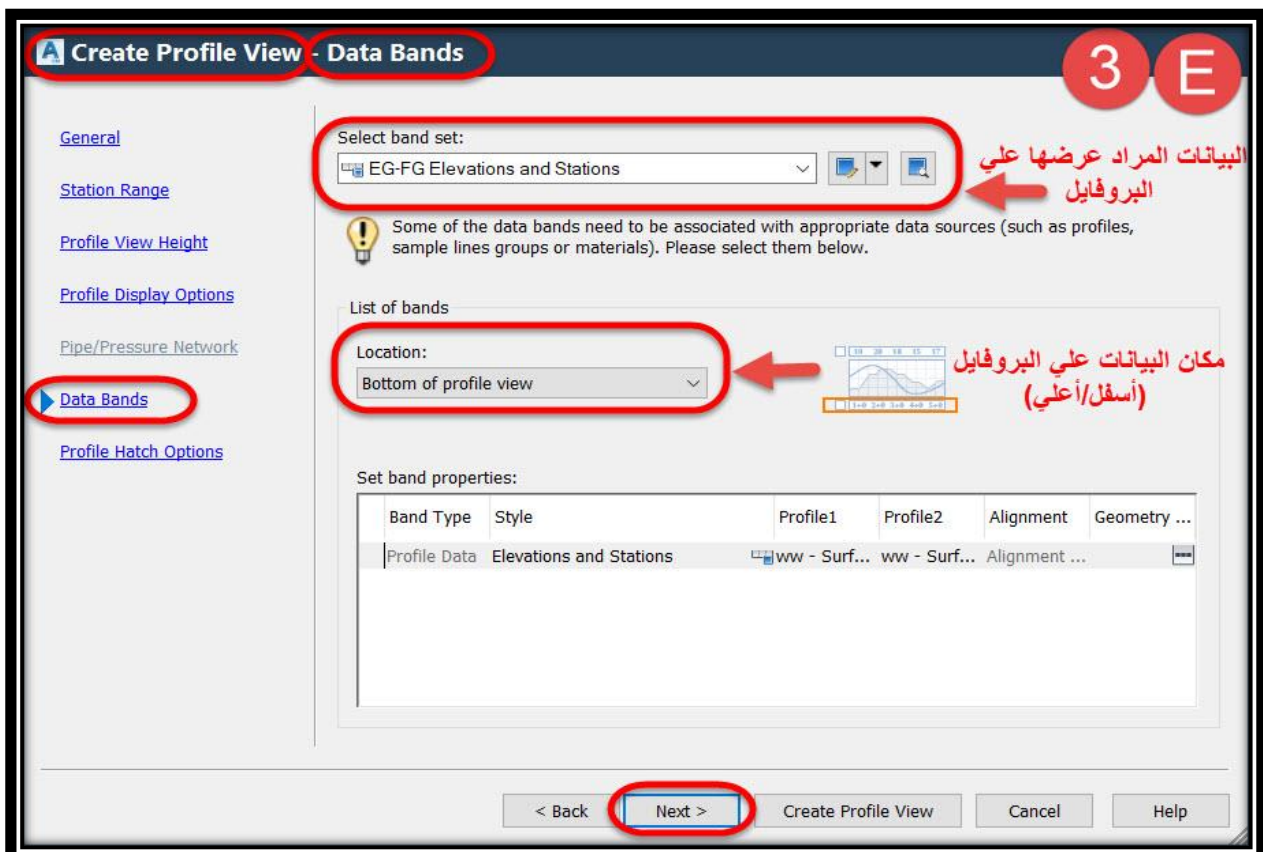 Create Profile View - Data Bands
3 E
General
Station Range
Profile View Height
Profile Display Options
Pipe/Pressure Network
Data Bands
Profile Hatch Options
Select band set:
EG-FG Elevations and Stations
البيانات المراد عرضها علي
البروفايل
Some of the data bands need to be associated with appropriate data sources (such as profiles,
sample lines groups or materials). Please select them below.
List of bands
Location:
Bottom of profile view
مكان البيانات علي البروفايل
(أسفل/أعلي)
Set band properties:
Band Type Style Profile1 Profile2 Alignment Geometry ...
Profile Data Elevations and Stations ww - Surf... ww - Surf... Alignment ...
< Back Next > Create Profile View Cancel Help